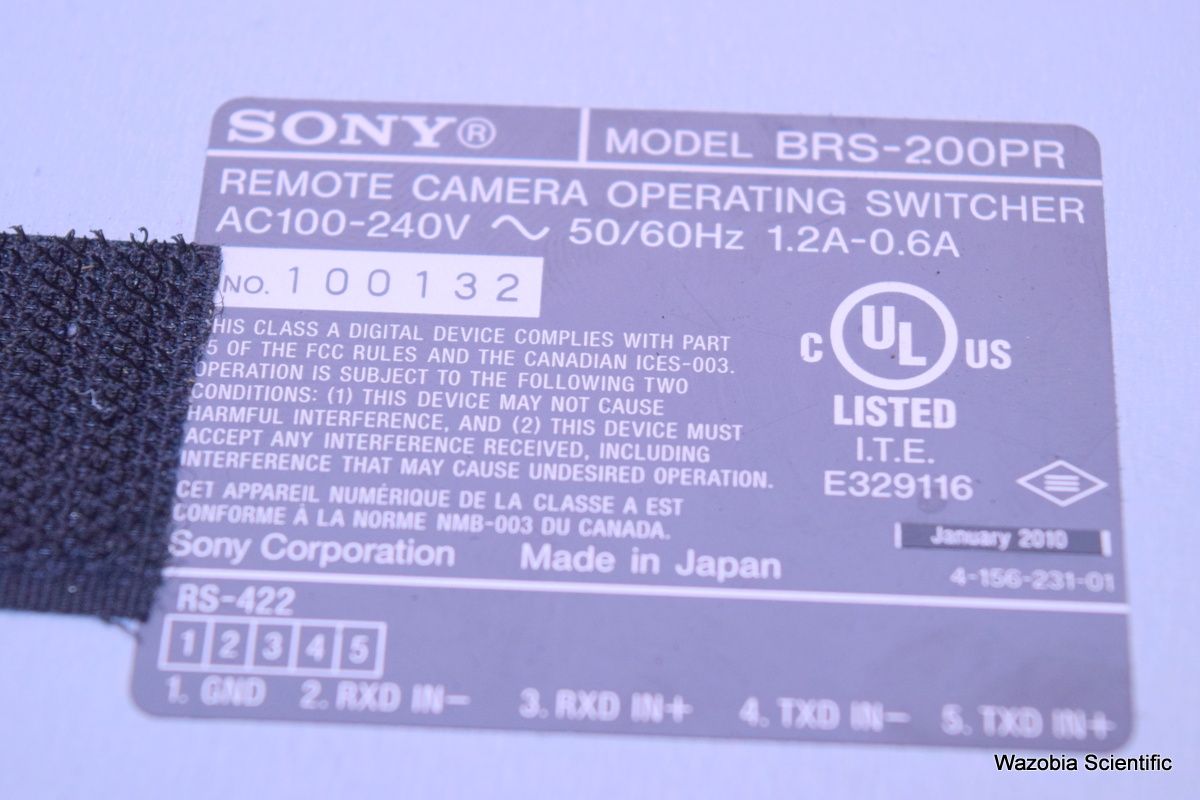 SONY® MODEL BRS-200PR
REMOTE CAMERA OPERATING SWITCHER
AC100-240V ～ 50/60Hz 1.2A-0.6A
NO. 100132
HIS CLASS A DIGITAL DEVICE COMPLIES WITH PART
5 OF THE FCC RULES AND THE CANADIAN ICES-003.
OPERATION IS SUBJECT TO THE FOLLOWING TWO
CONDITIONS: (1) THIS DEVICE MAY NOT CAUSE
HARMFUL INTERFERENCE, AND (2) THIS DEVICE MUST
ACCEPT ANY INTERFERENCE RECEIVED, INCLUDING
INTERFERENCE THAT MAY CAUSE UNDESIRED OPERATION.
CET APPAREIL NUMÉRIQUE DE LA CLASSE A EST
CONFORME À LA NORME NMB-003 DU CANADA.
C UL US
LISTED
I.T.E.
E329116
January 2010
Sony Corporation Made in Japan
4-156-231-01
RS-422
1 2 3 4 5
1. GND 2. RXD IN- 3. RXD IN+ 4. TXD IN- 5. TXD IN+
Wazobia Scientific